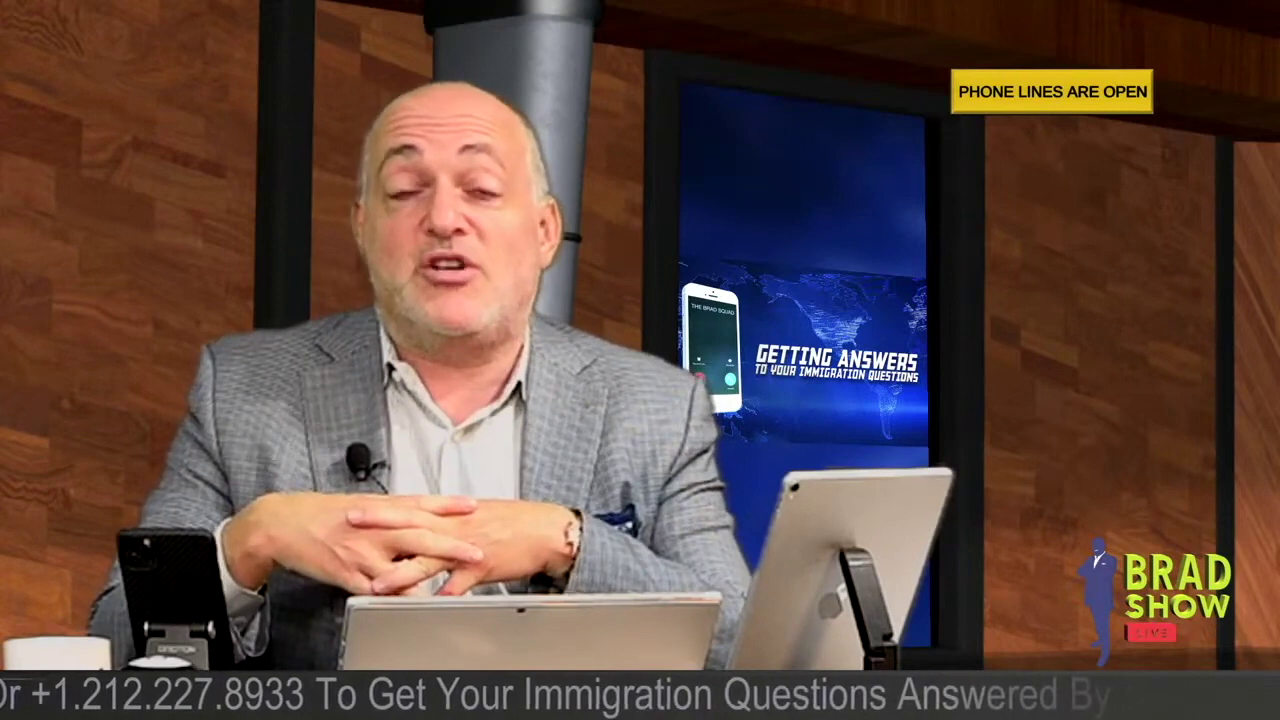 PHONE LINES ARE OPEN
THE BRAD SQUAD
GETTING ANSWERS
TO YOUR IMMIGRATION QUESTIONS
BRAD
SHOW
LIVE
Or +1.212.227.8933 To Get Your Immigration Questions Answered By